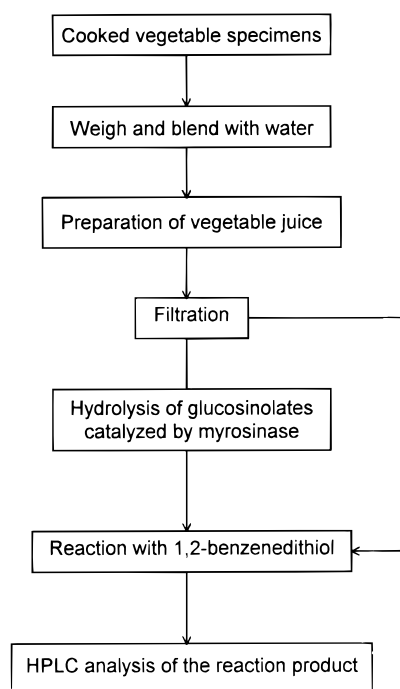 Cooked vegetable specimens
Weigh and blend with water
Preparation of vegetable juice
Filtration
Hydrolysis of glucosinolates
catalyzed by myrosinase
Reaction with 1,2-benzenedithiol
HPLC analysis of the reaction product